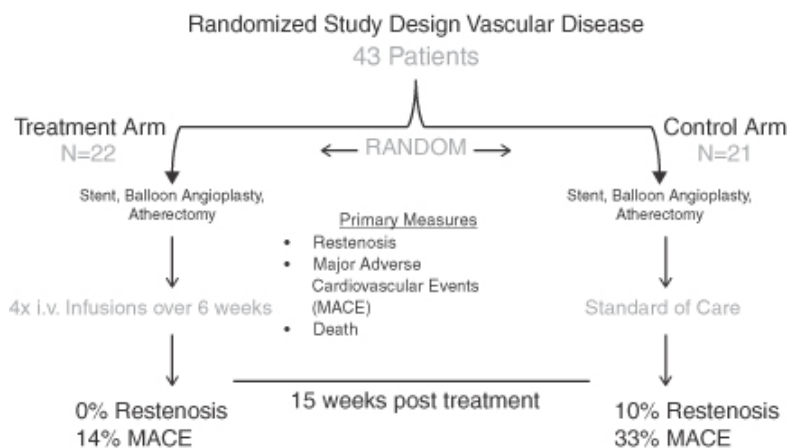 Randomized Study Design Vascular Disease
43 Patients
Treatment Arm
N=22
RANDOM
Control Arm
N=21
Stent, Balloon Angioplasty,
Atherectomy
Stent, Balloon Angioplasty,
Atherectomy
Primary Measures
• Restenosis
• Major Adverse
Cardiovascular Events
(MACE)
• Death
4x i.v. Infusions over 6 weeks
Standard of Care
15 weeks post treatment
0% Restenosis
14% MACE
10% Restenosis
33% MACE